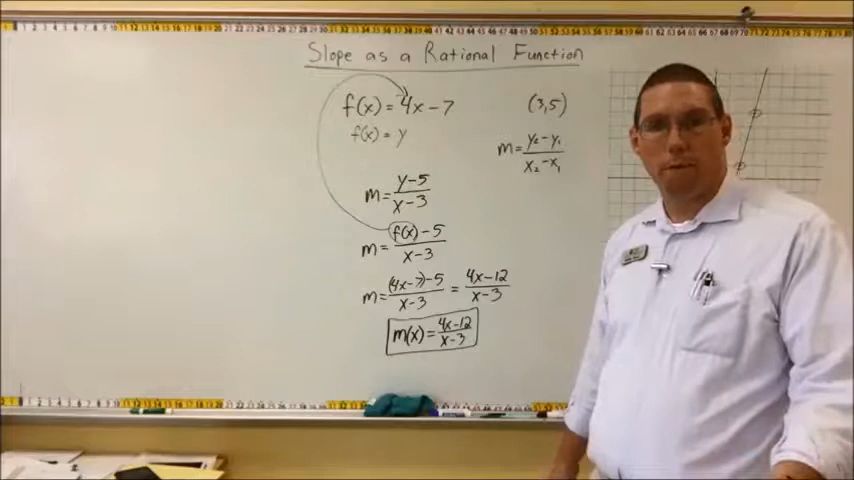 Slope as a Rational Function
f(x) = 4x - 7
(3,5)
f(x) = y
m = (y₂ - y₁)/(x₂ - x₁)
m = (y - 5)/(x - 3)
m = (f(x) - 5)/(x - 3)
m = ((4x - 7) - 5)/(x - 3) = (4x - 12)/(x - 3)
m(x) = (4x - 12)/(x - 3)